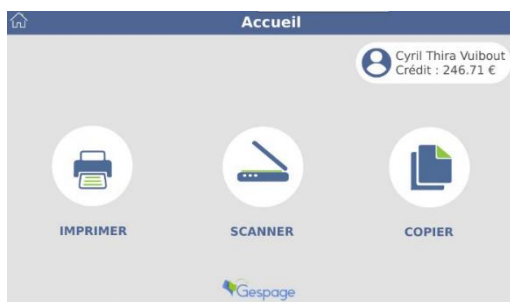 Accueil
Cyril Thira Vuibout
Crédit : 246.71 €
IMPRIMER
SCANNER
COPIER
Gespage